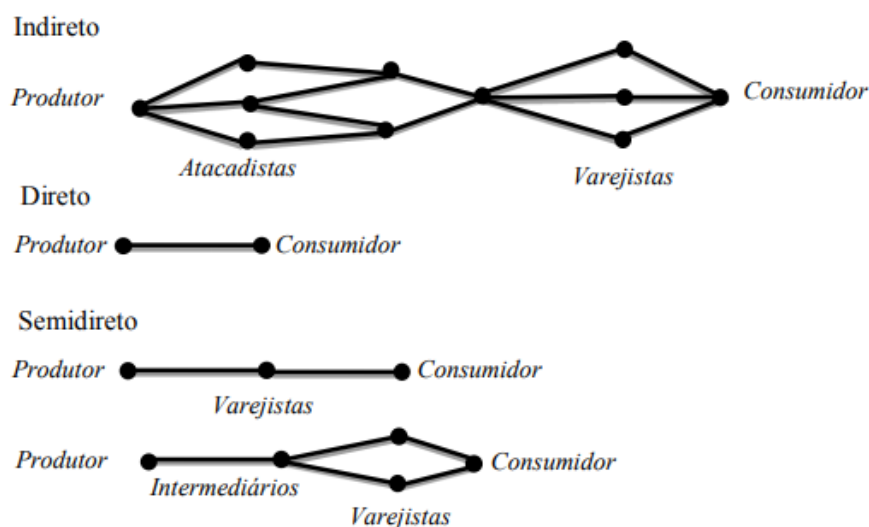 Indireto
Produtor
Consumidor
Atacadistas
Varejistas
Direto
Produtor
Consumidor
Semidireto
Produtor
Consumidor
Varejistas
Produtor
Consumidor
Intermediários
Varejistas